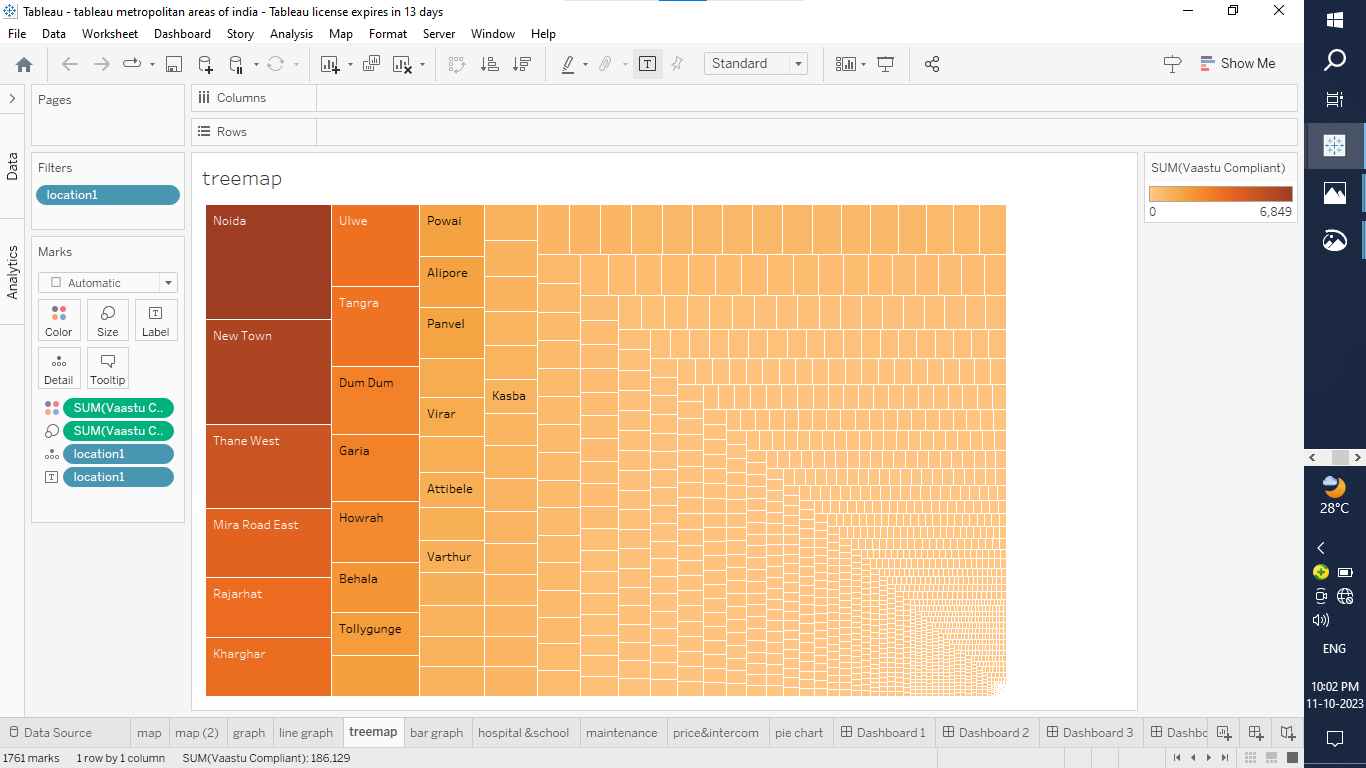 Tableau - tableau metropolitan areas of india - Tableau license expires in 13 days
File Data Worksheet Dashboard Story Analysis Map Format Server Window Help
Standard
Show Me
Pages
Columns
Rows
Data
Analytics
Filters
location1
Marks
Automatic
Color Size Label
Detail Tooltip
SUM(Vaastu C..
SUM(Vaastu C..
location1
location1
treemap
Noida
New Town
Thane West
Mira Road East
Rajarhat
Kharghar
Ulwe
Tangra
Dum Dum
Garia
Howrah
Behala
Tollygunge
Powai
Alipore
Panvel
Virar
Attibele
Varthur
Kasba
SUM(Vaastu Compliant)
0 6,849
Data Source map map (2) graph line graph treemap bar graph hospital &school maintenance price&intercom pie chart Dashboard 1 Dashboard 2 Dashboard 3 Dashbc
1761 marks 1 row by 1 column SUM(Vaastu Compliant): 186,129
28°C
ENG
10:02 PM
11-10-2023